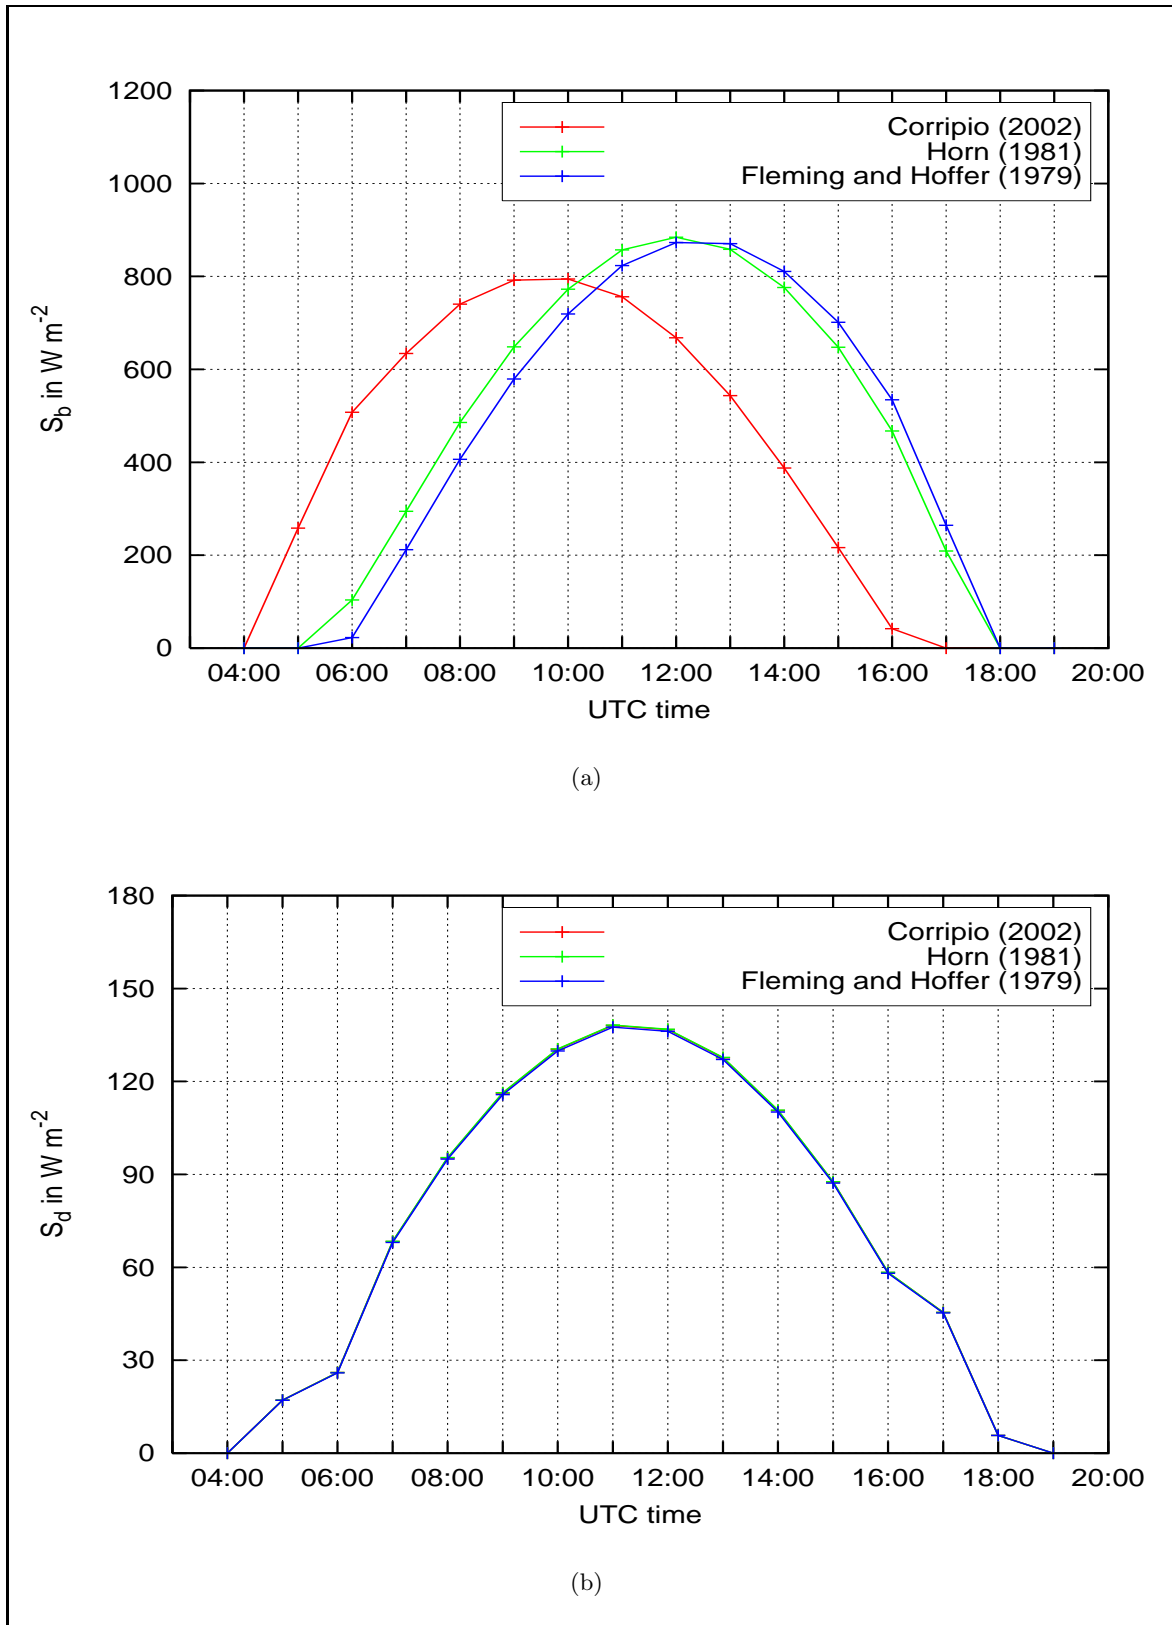 1200
1000
800
600
400
200
0
S_b in W m^-2
Corripio (2002)
Horn (1981)
Fleming and Hoffer (1979)
04:00 06:00 08:00 10:00 12:00 14:00 16:00 18:00 20:00
UTC time
(a)
180
150
120
90
60
30
0
S_d in W m^-2
Corripio (2002)
Horn (1981)
Fleming and Hoffer (1979)
04:00 06:00 08:00 10:00 12:00 14:00 16:00 18:00 20:00
UTC time
(b)